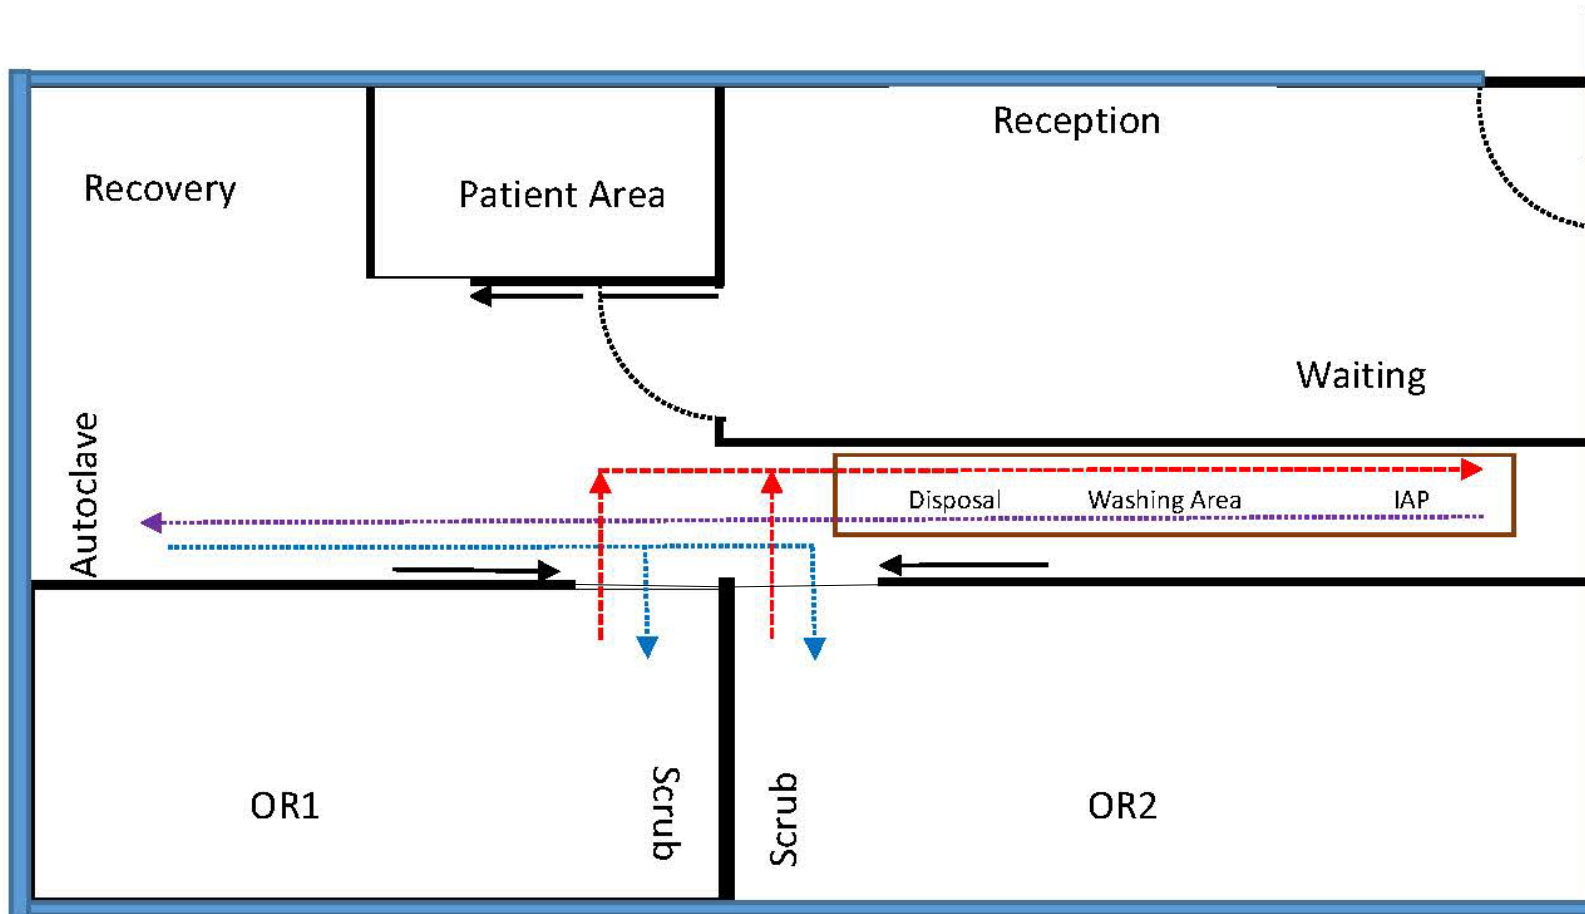 Reception
Recovery
Patient Area
Waiting
Autoclave
Disposal
Washing Area
IAP
OR1
Scrub
Scrub
OR2